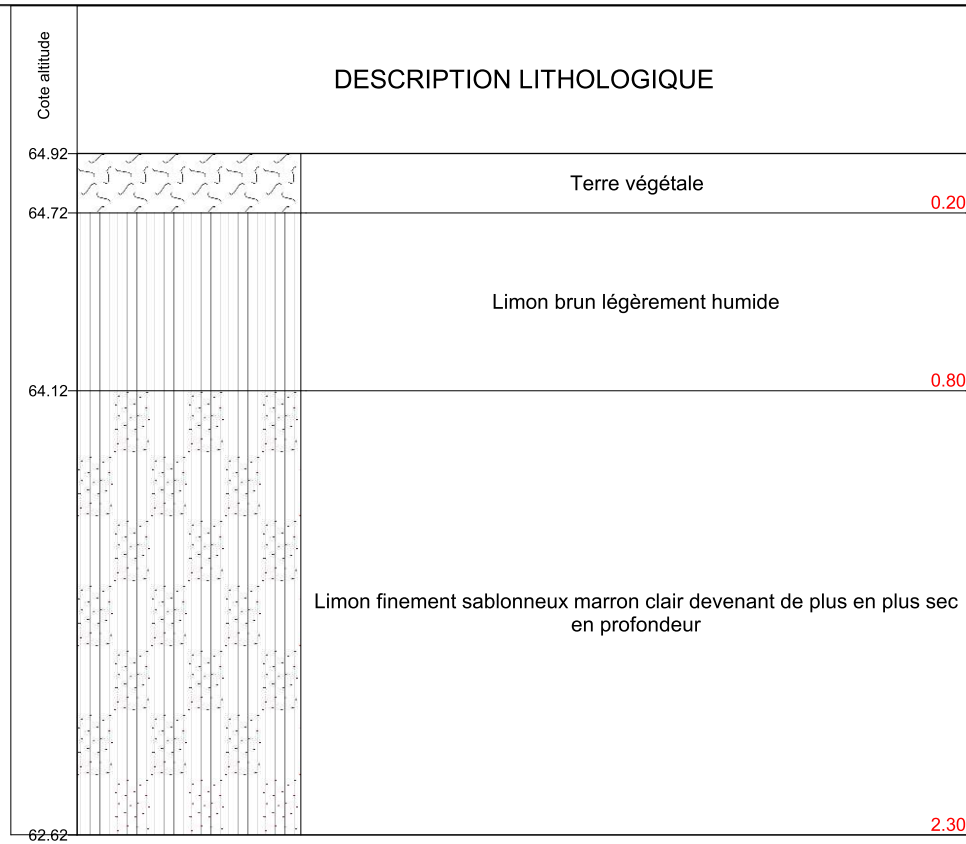 Cote altitude
DESCRIPTION LITHOLOGIQUE
64.92
Terre végétale
0.20
64.72
Limon brun légèrement humide
0.80
64.12
Limon finement sablonneux marron clair devenant de plus en plus sec
en profondeur
2.30
62.62